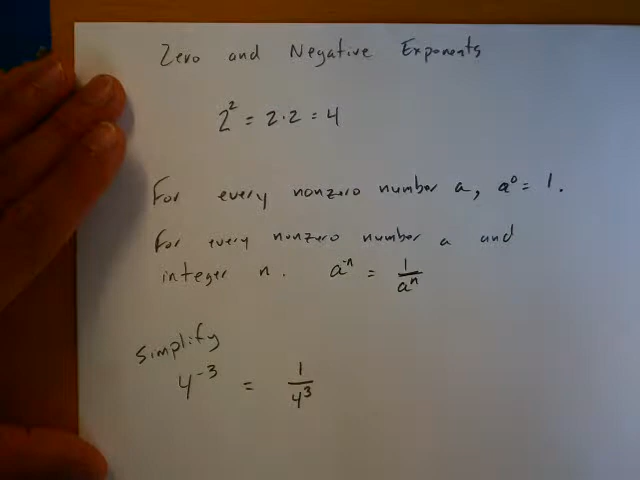 Zero and Negative Exponents
2² = 2·2 = 4
For every nonzero number a, a⁰ = 1.
For every nonzero number a and
integer n. a⁻ⁿ = 1/aⁿ
Simplify
4⁻³ = 1/4³